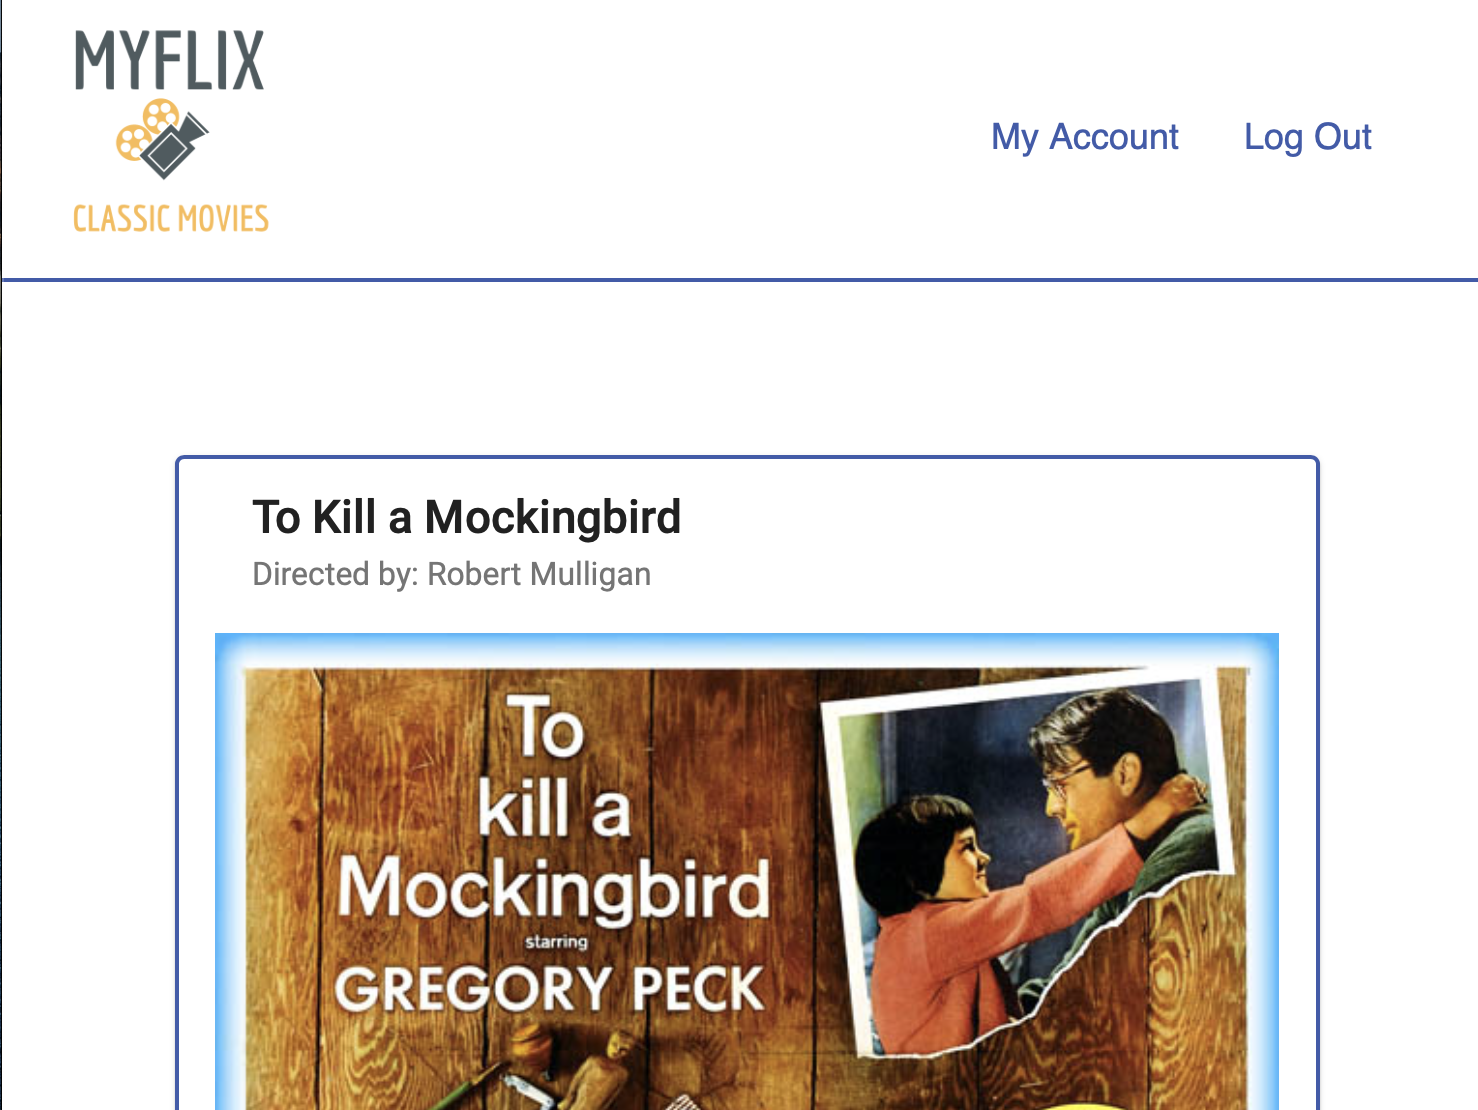 MYFLIX
CLASSIC MOVIES
My Account
Log Out
To Kill a Mockingbird
Directed by: Robert Mulligan
To
kill a
Mockingbird
starring
GREGORY PECK